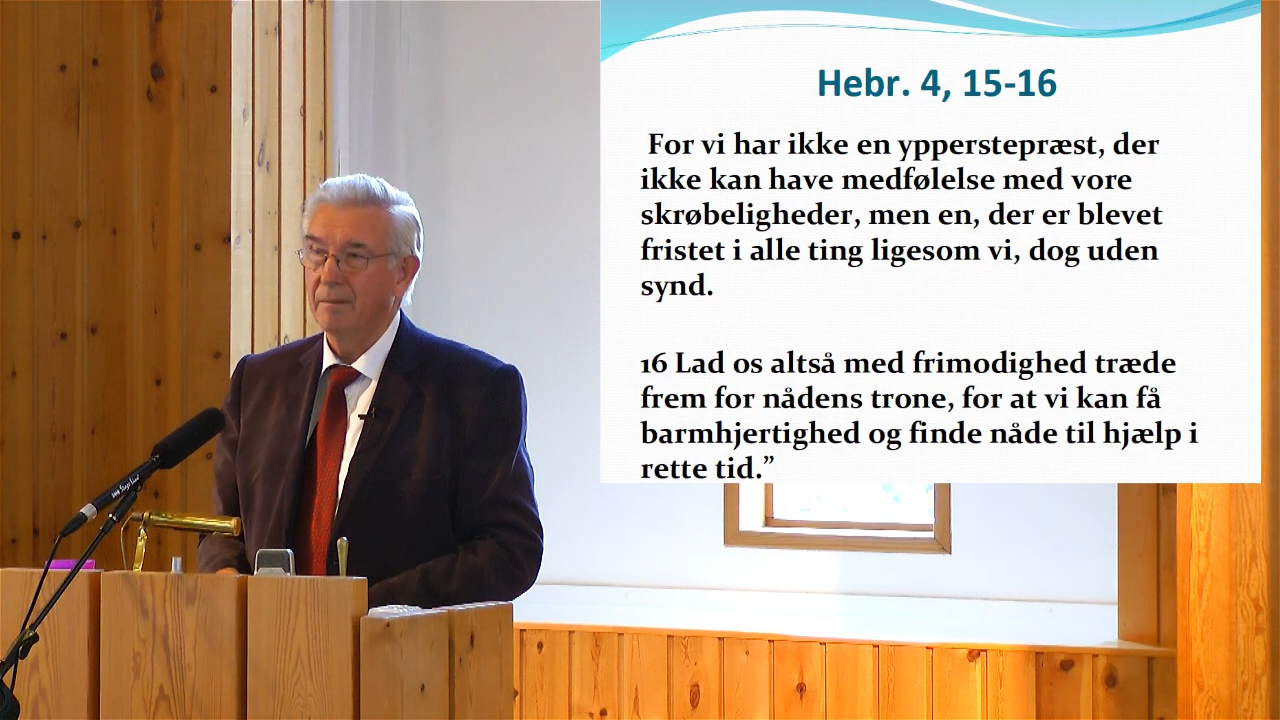 Hebr. 4, 15-16
For vi har ikke en ypperstepræst, der
ikke kan have medfølelse med vore
skrøbeligheder, men en, der er blevet
fristet i alle ting ligesom vi, dog uden
synd.
16 Lad os altså med frimodighed træde
frem for nådens trone, for at vi kan få
barmhjertighed og finde nåde til hjælp i
rette tid.”